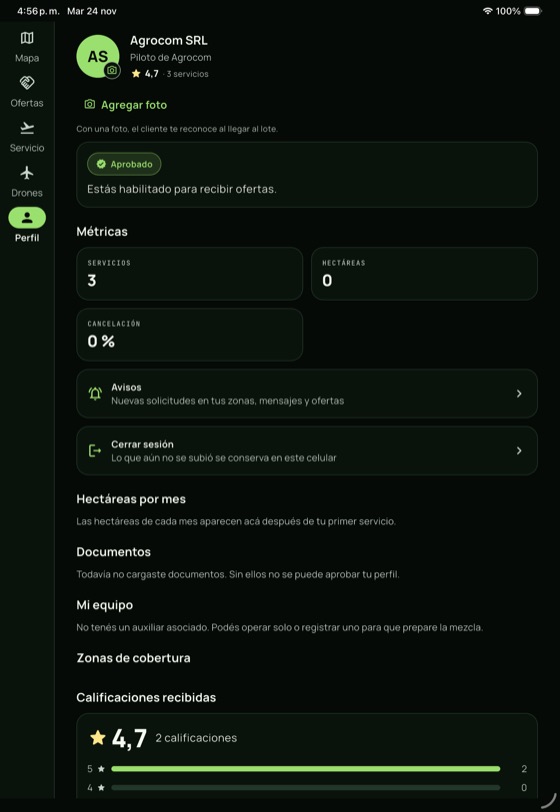 4:56 p. m. Mar 24 nov
100%
Mapa
Ofertas
Servicio
Drones
Perfil
AS
Agrocom SRL
Piloto de Agrocom
4,7 · 3 servicios
Agregar foto
Con una foto, el cliente te reconoce al llegar al lote.
Aprobado
Estás habilitado para recibir ofertas.
Métricas
SERVICIOS
3
HECTÁREAS
0
CANCELACIÓN
0 %
Avisos
Nuevas solicitudes en tus zonas, mensajes y ofertas
Cerrar sesión
Lo que aún no se subió se conserva en este celular
Hectáreas por mes
Las hectáreas de cada mes aparecen acá después de tu primer servicio.
Documentos
Todavía no cargaste documentos. Sin ellos no se puede aprobar tu perfil.
Mi equipo
No tenés un auxiliar asociado. Podés operar solo o registrar uno para que prepare la mezcla.
Zonas de cobertura
Calificaciones recibidas
4,7 2 calificaciones
5 2
4 0